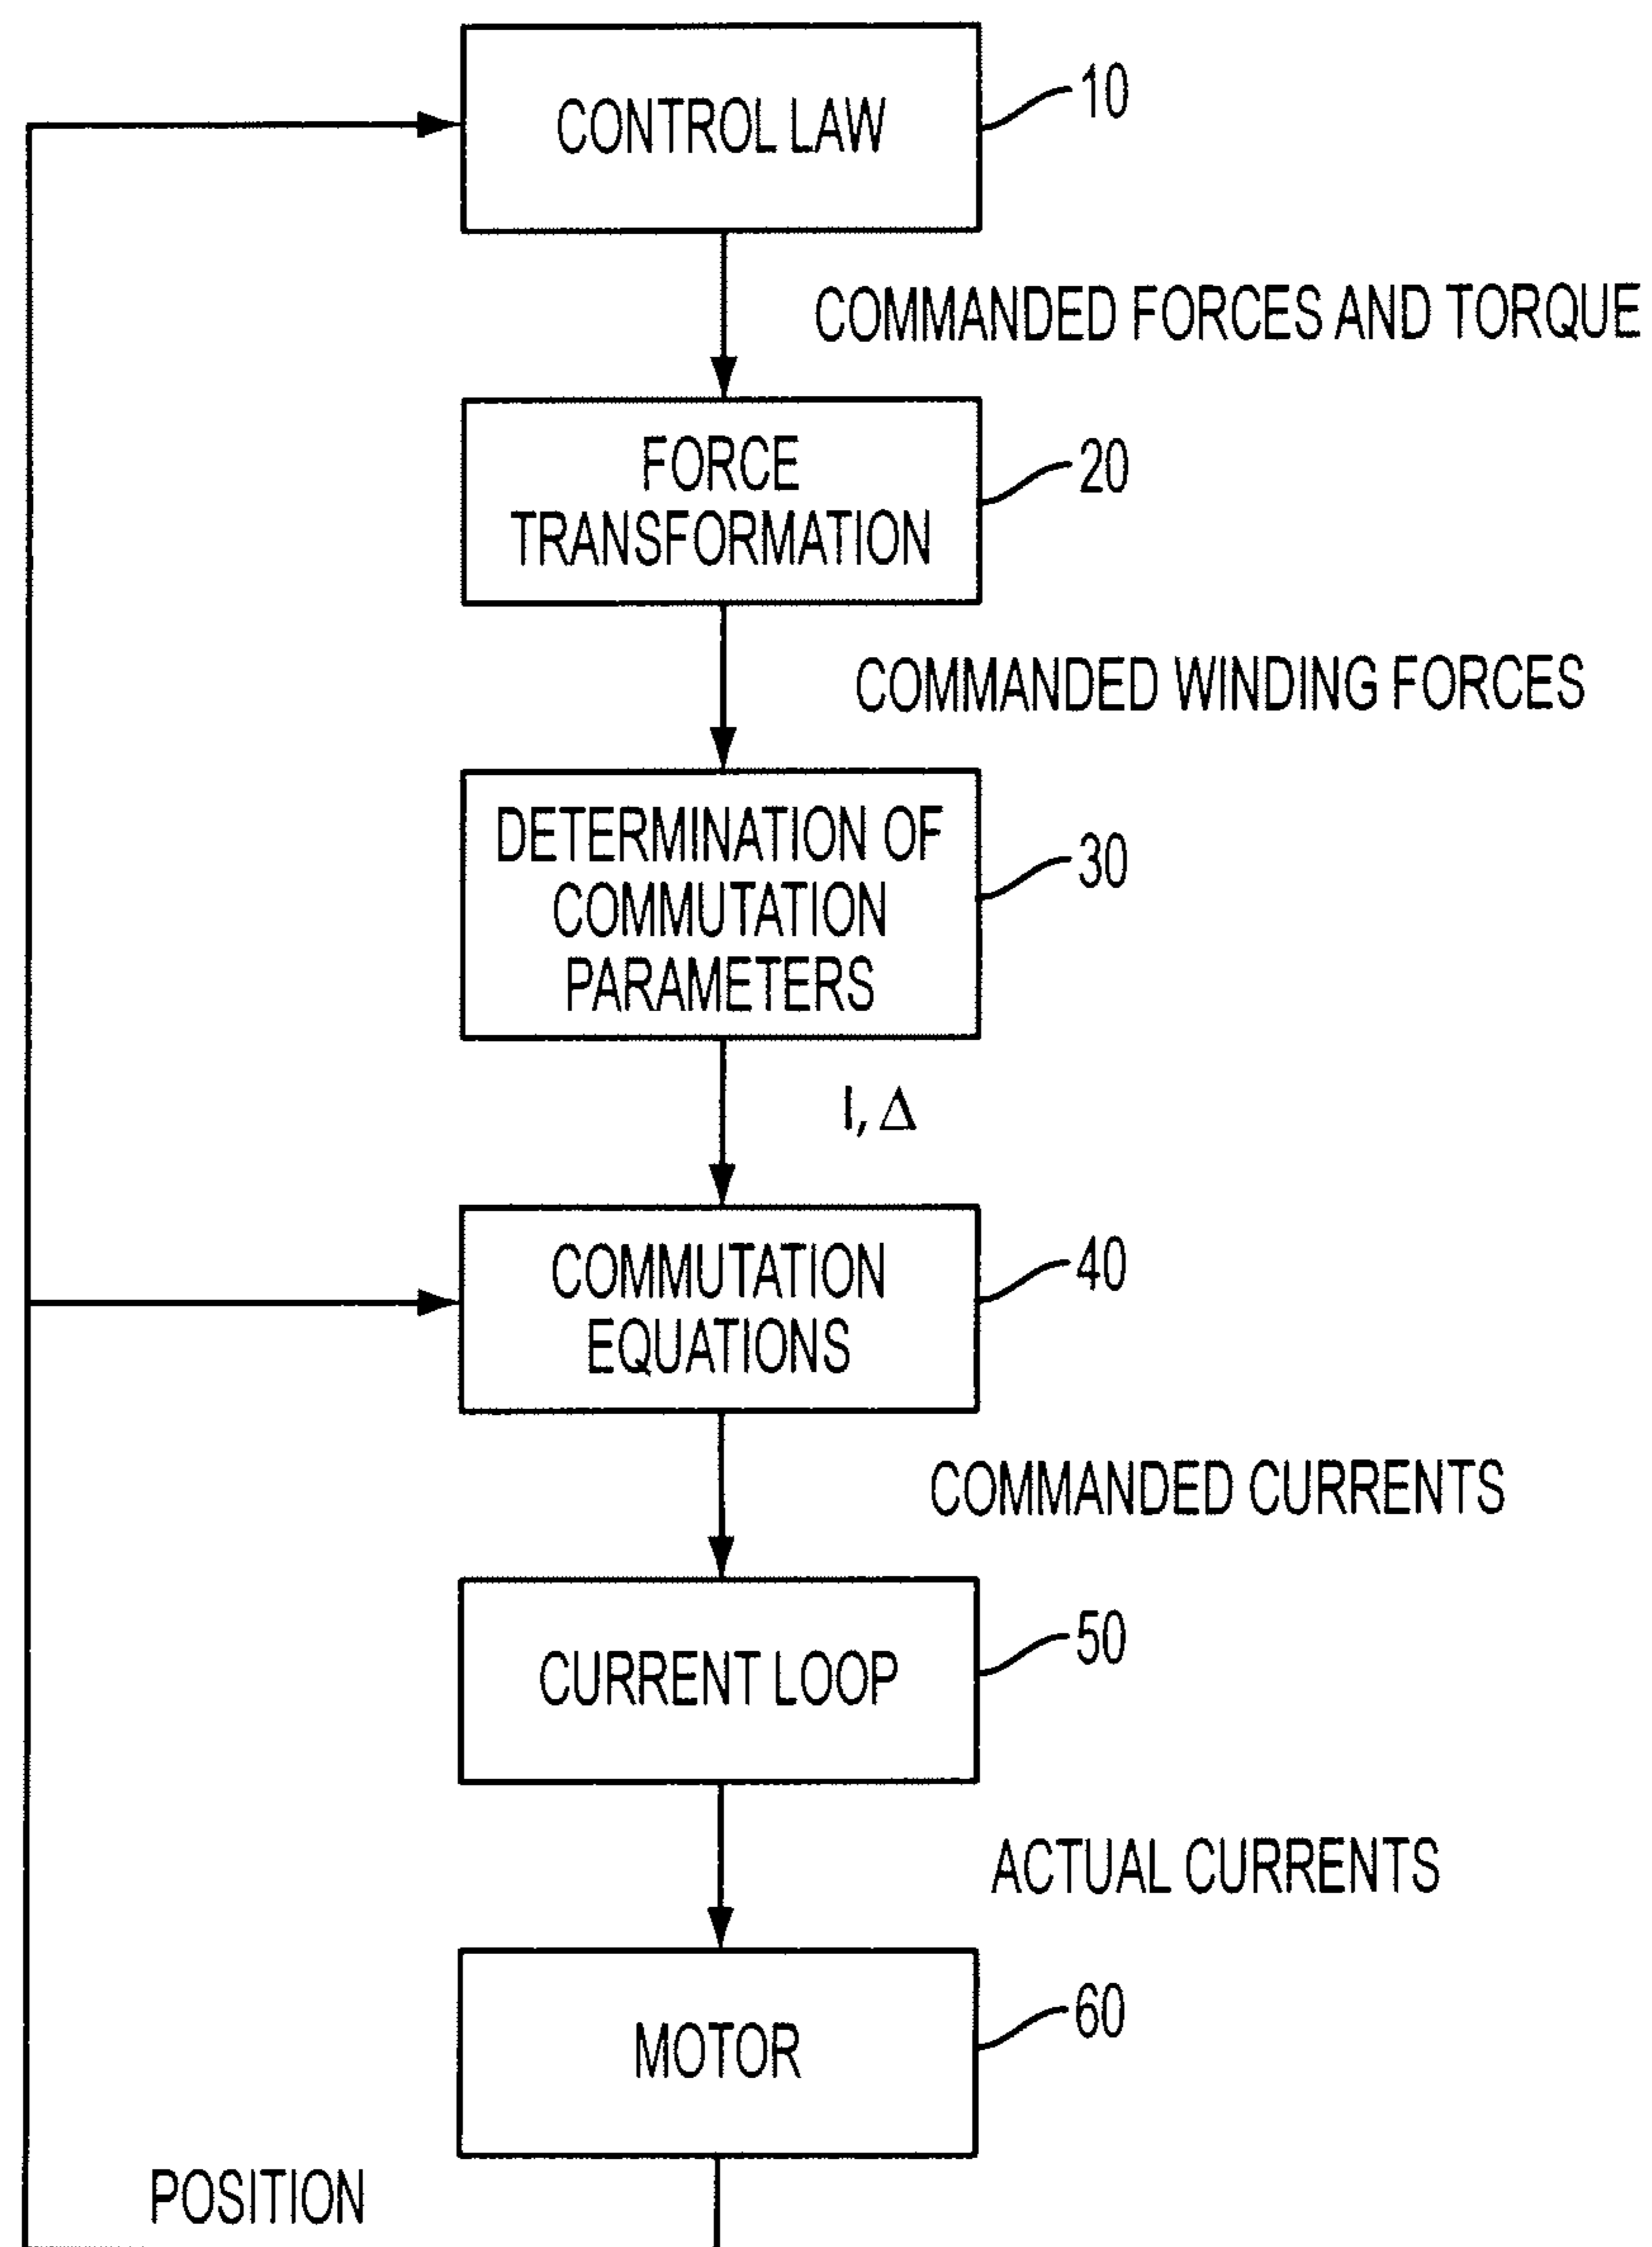 CONTROL LAW
10
COMMANDED FORCES AND TORQUE
FORCE
TRANSFORMATION
20
COMMANDED WINDING FORCES
DETERMINATION OF
COMMUTATION
PARAMETERS
30
I, Δ
COMMUTATION
EQUATIONS
40
COMMANDED CURRENTS
CURRENT LOOP
50
ACTUAL CURRENTS
MOTOR
60
POSITION